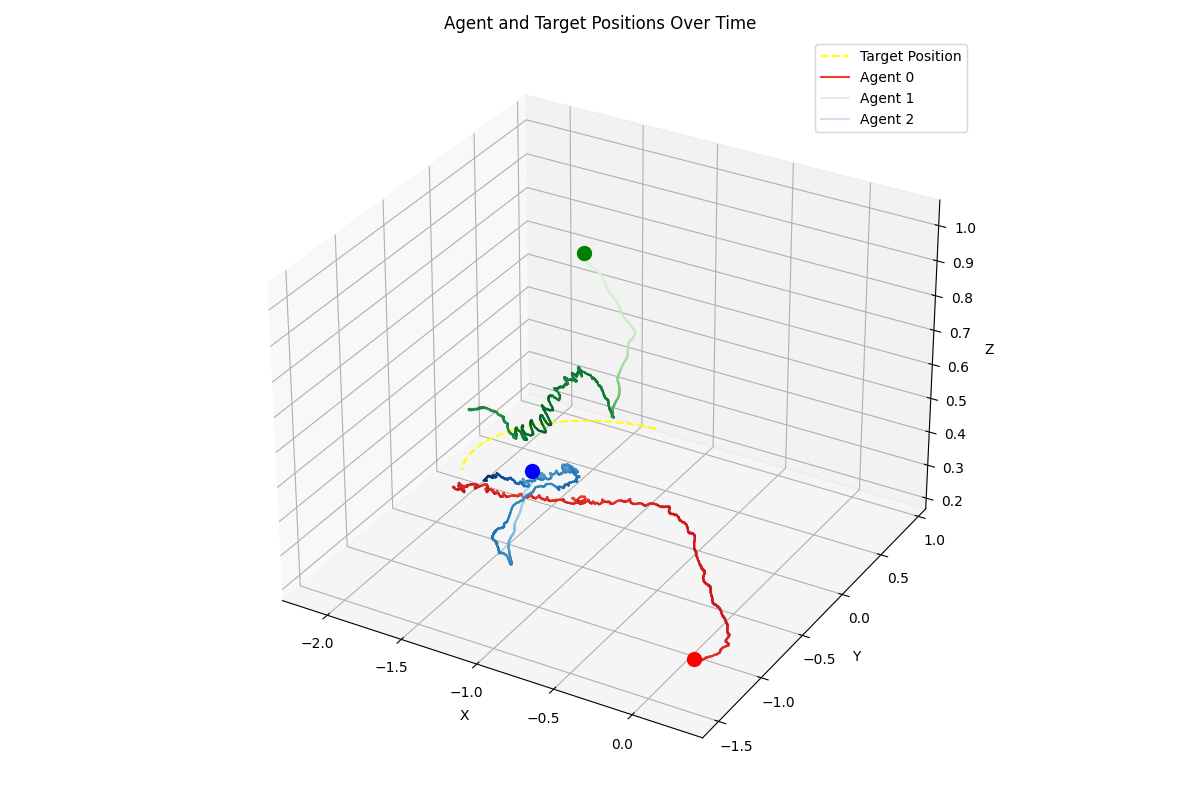 Agent and Target Positions Over Time
Target Position
Agent 0
Agent 1
Agent 2
1.0
0.9
0.8
0.7
0.6
0.5
0.4
0.3
0.2
Z
1.0
0.5
0.0
−0.5
−1.0
−1.5
Y
−2.0
−1.5
−1.0
−0.5
0.0
X